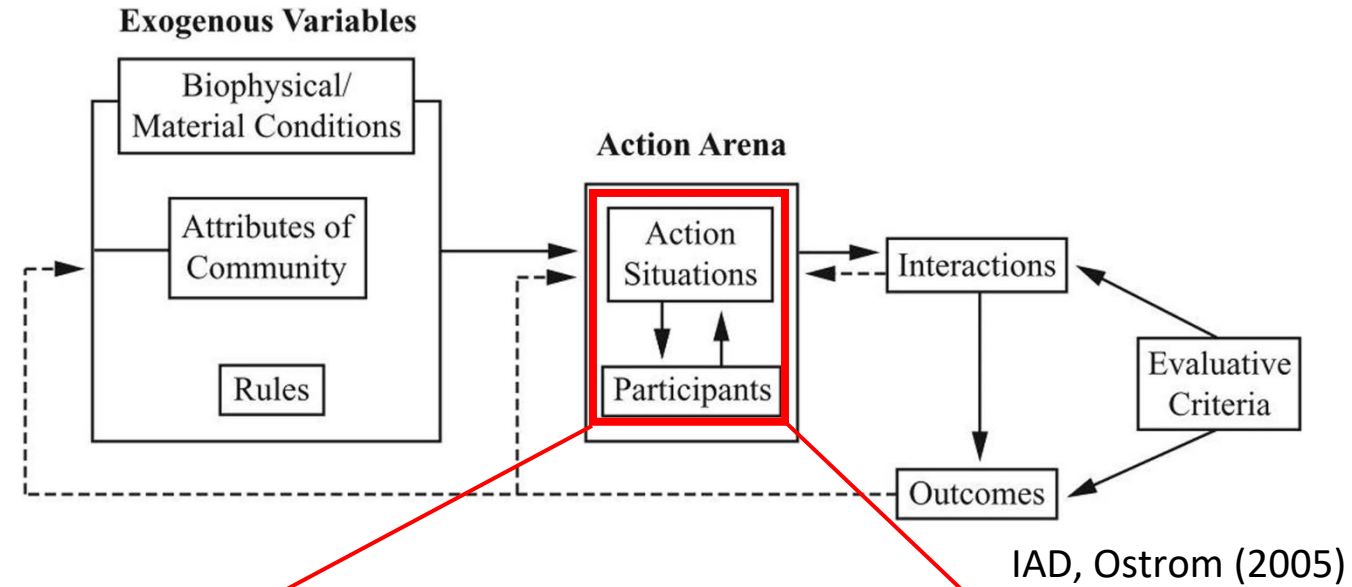 Exogenous Variables
Biophysical/
Material Conditions
Attributes of
Community
Rules
Action Arena
Action
Situations
Participants
Interactions
Outcomes
Evaluative
Criteria
IAD, Ostrom (2005)